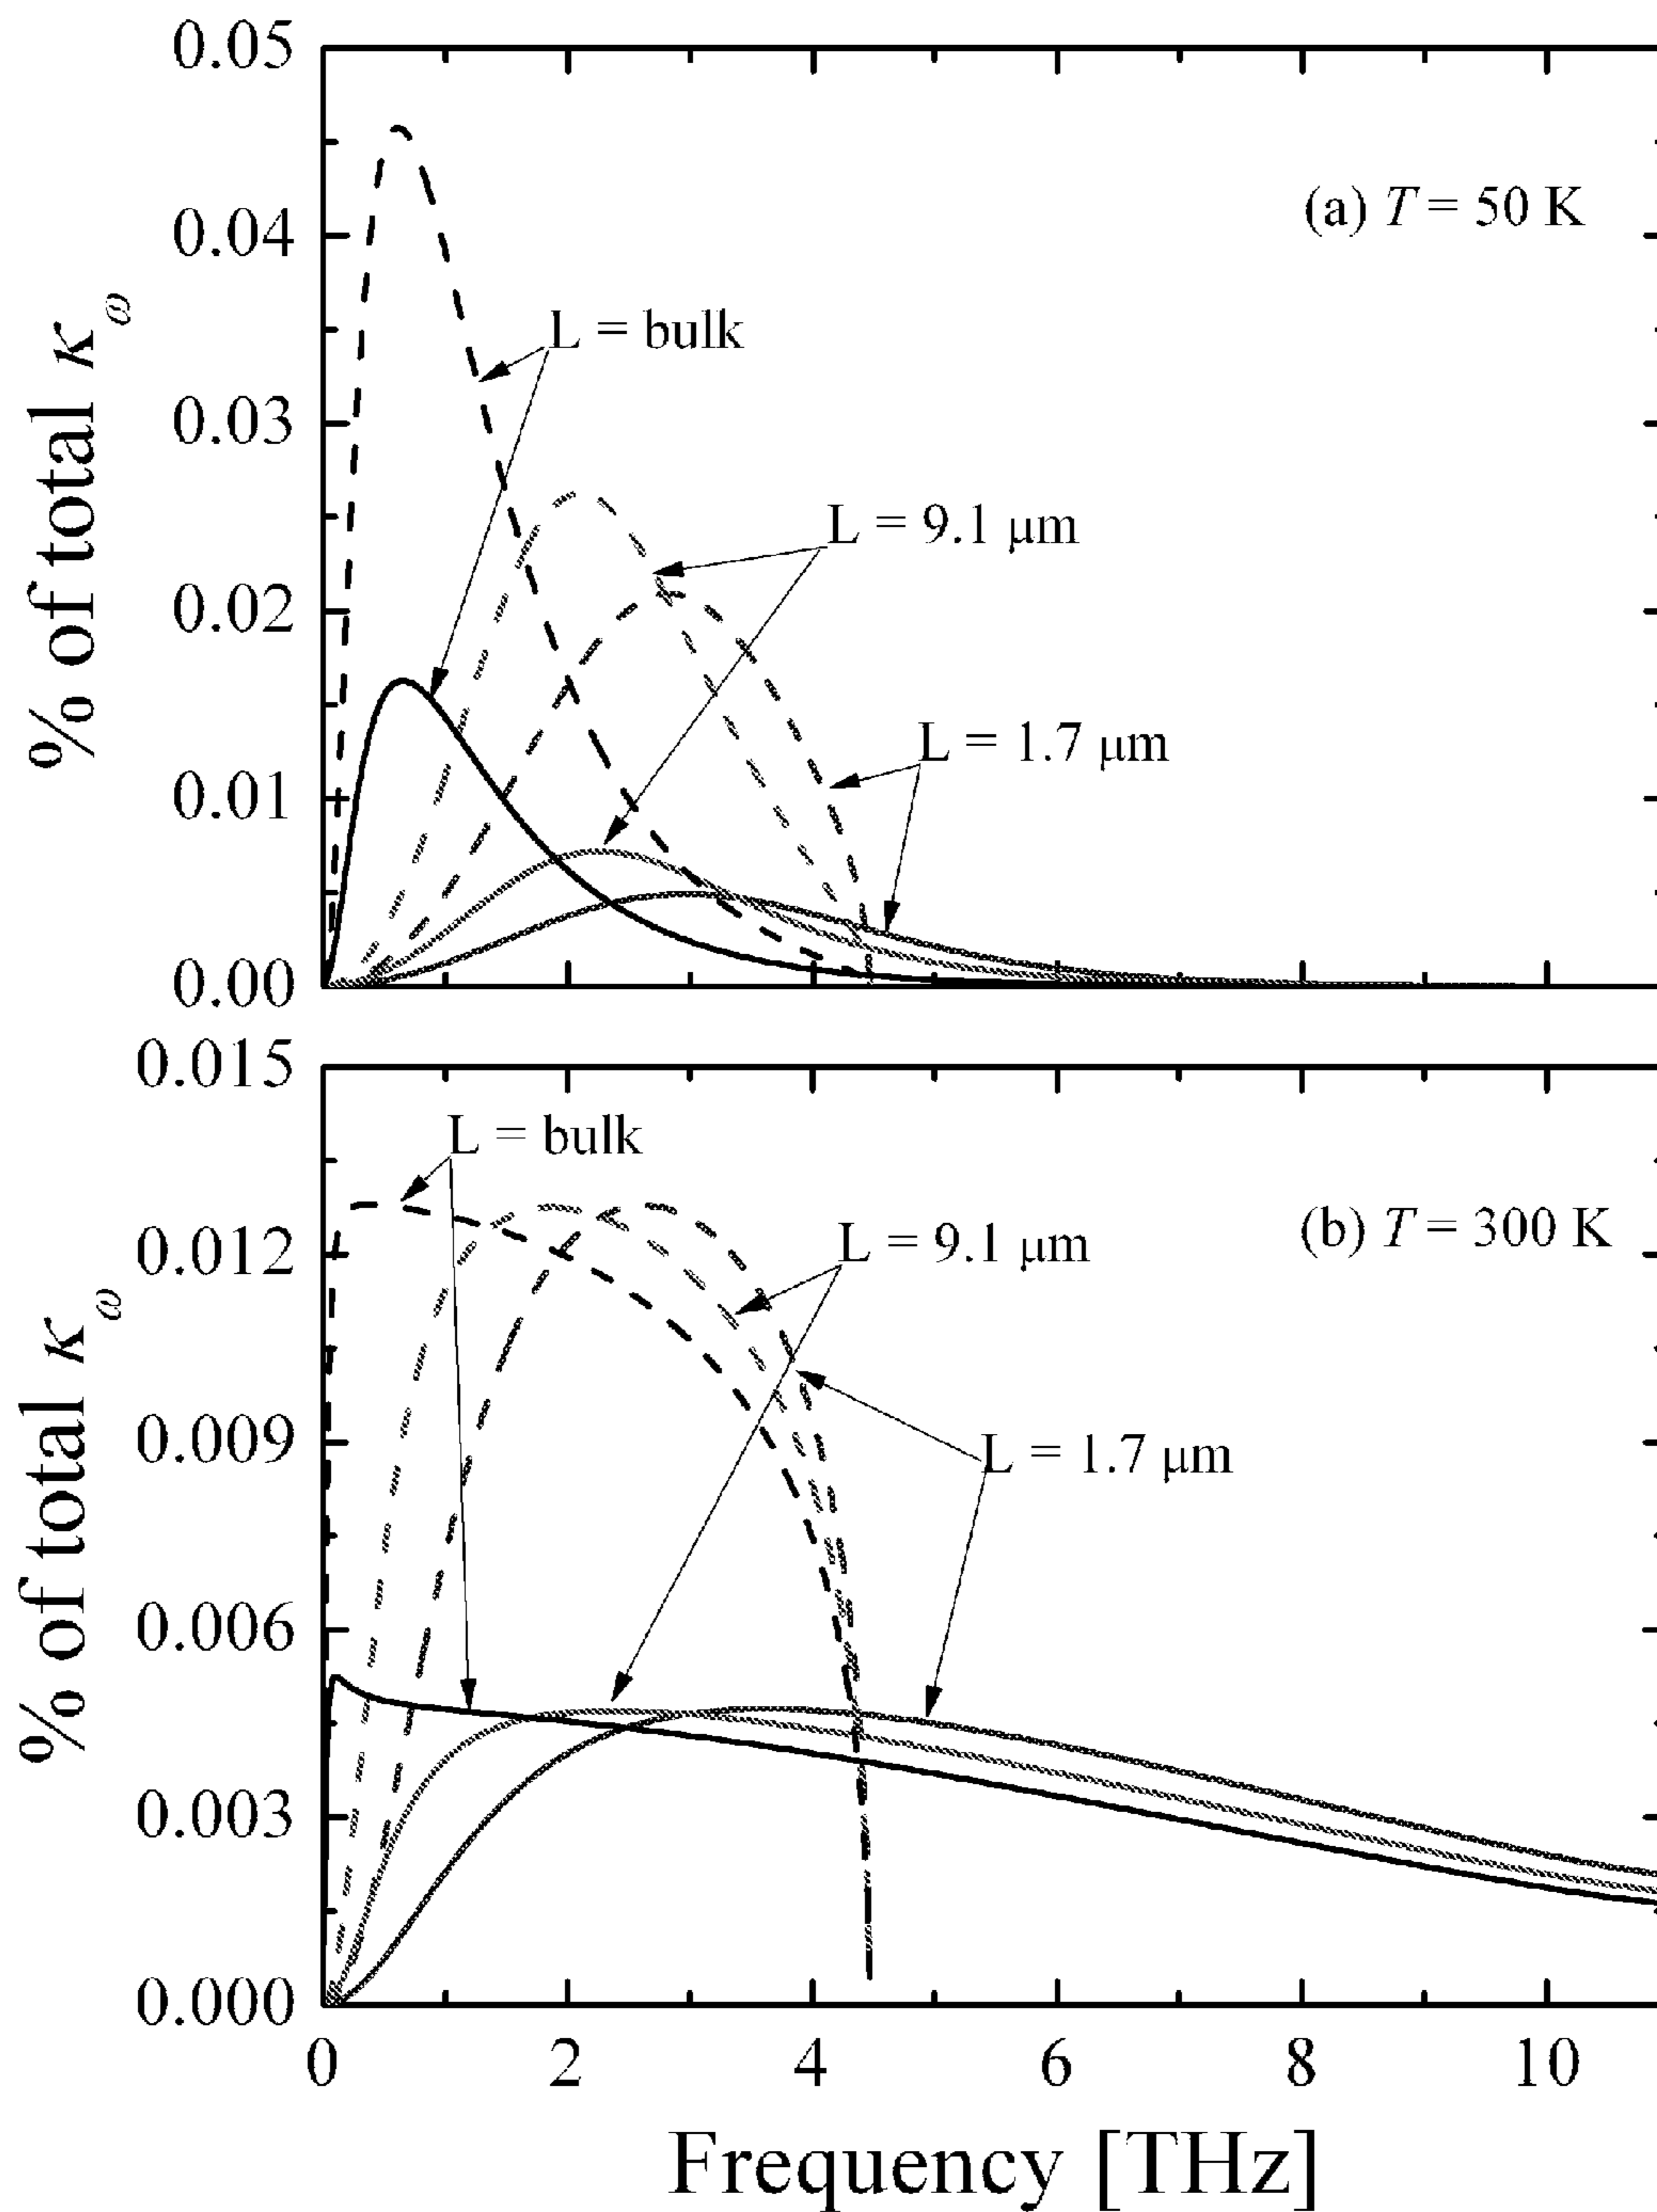 0.05
(a) T = 50 K
0.04
L = bulk
0.03
L = 9.1 μm
0.02
L = 1.7 μm
0.01
0.00
% of total κω
0.015
L = bulk
(b) T = 300 K
0.012
L = 9.1 μm
0.009
L = 1.7 μm
0.006
0.003
0.000
% of total κω
0 2 4 6 8 10
Frequency [THz]